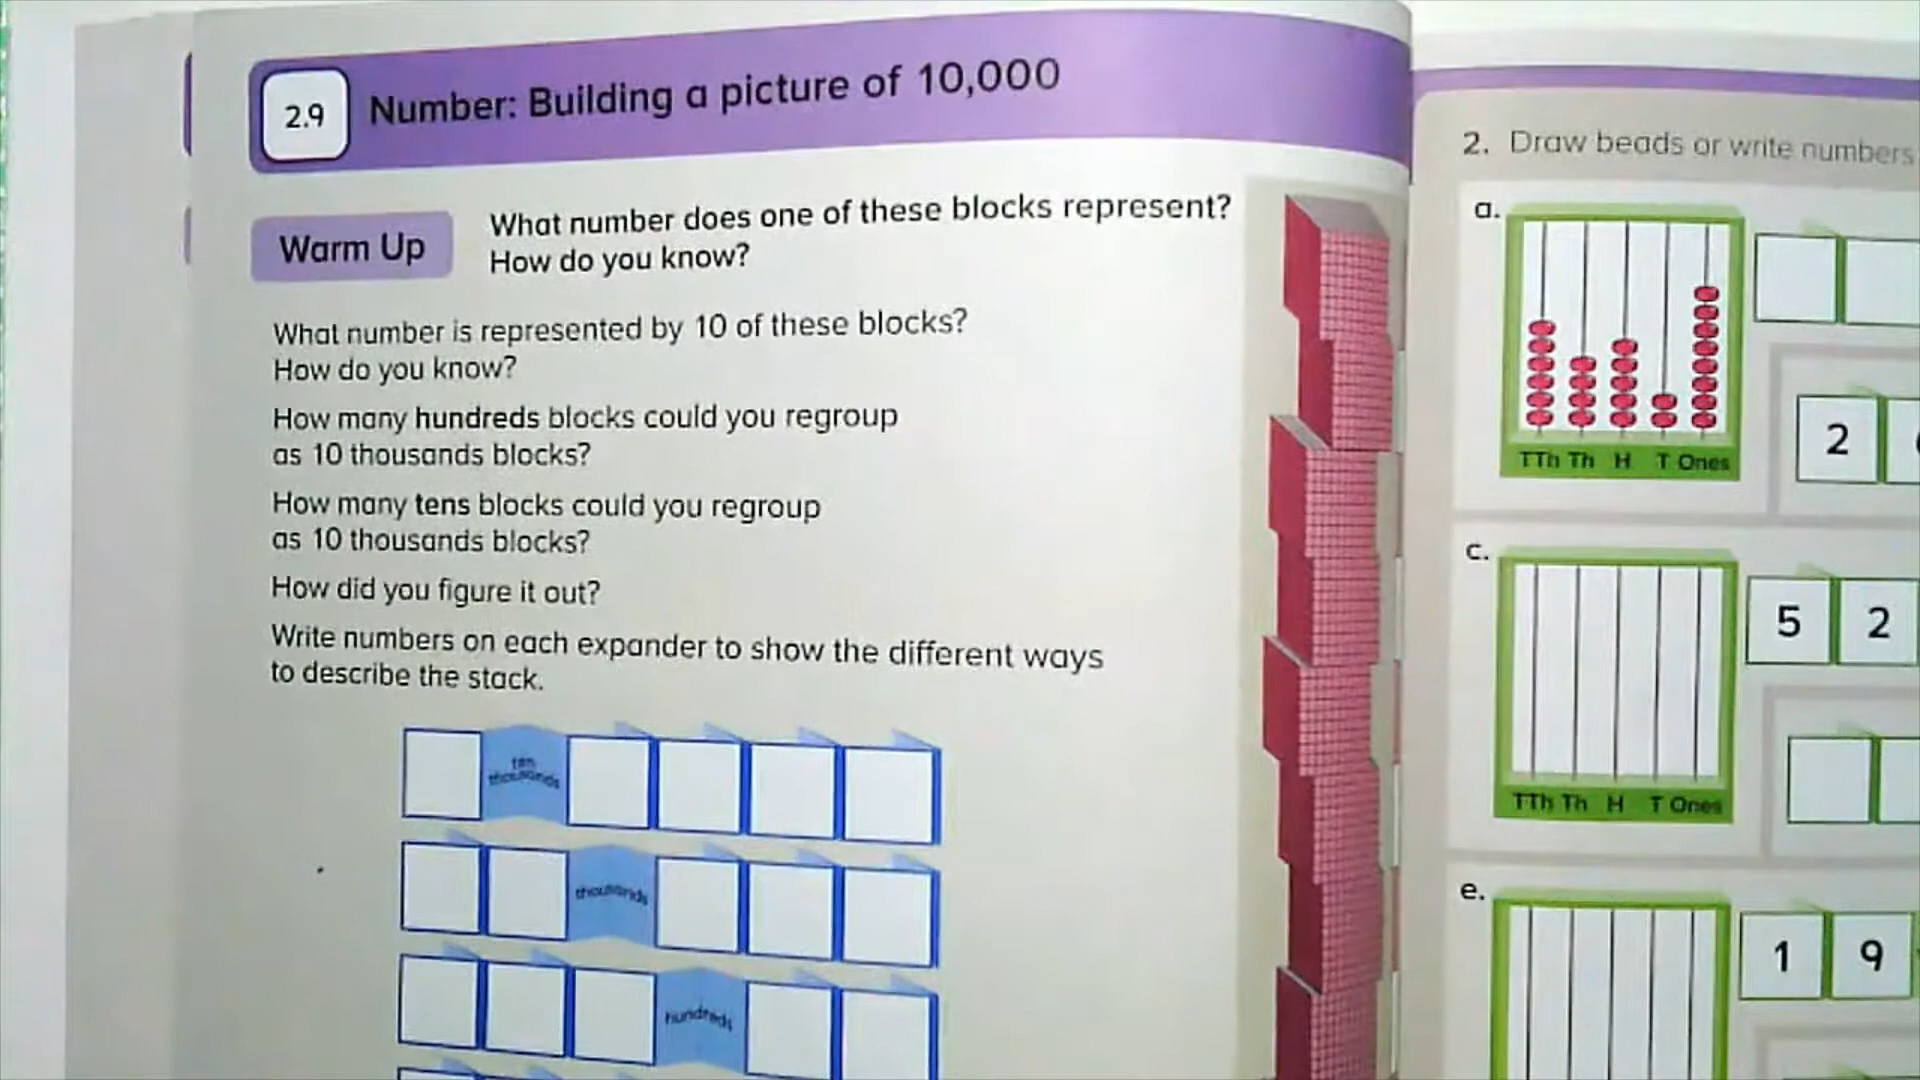 2.9
Number: Building a picture of 10,000
Warm Up
What number does one of these blocks represent?
How do you know?
What number is represented by 10 of these blocks?
How do you know?
How many hundreds blocks could you regroup
as 10 thousands blocks?
How many tens blocks could you regroup
as 10 thousands blocks?
How did you figure it out?
Write numbers on each expander to show the different ways
to describe the stack.
ten
thousands
thousands
hundreds
2. Draw beads or write numbers
a.
TTh Th H T Ones
2
c.
5 2
TTh Th H T Ones
e.
1 9